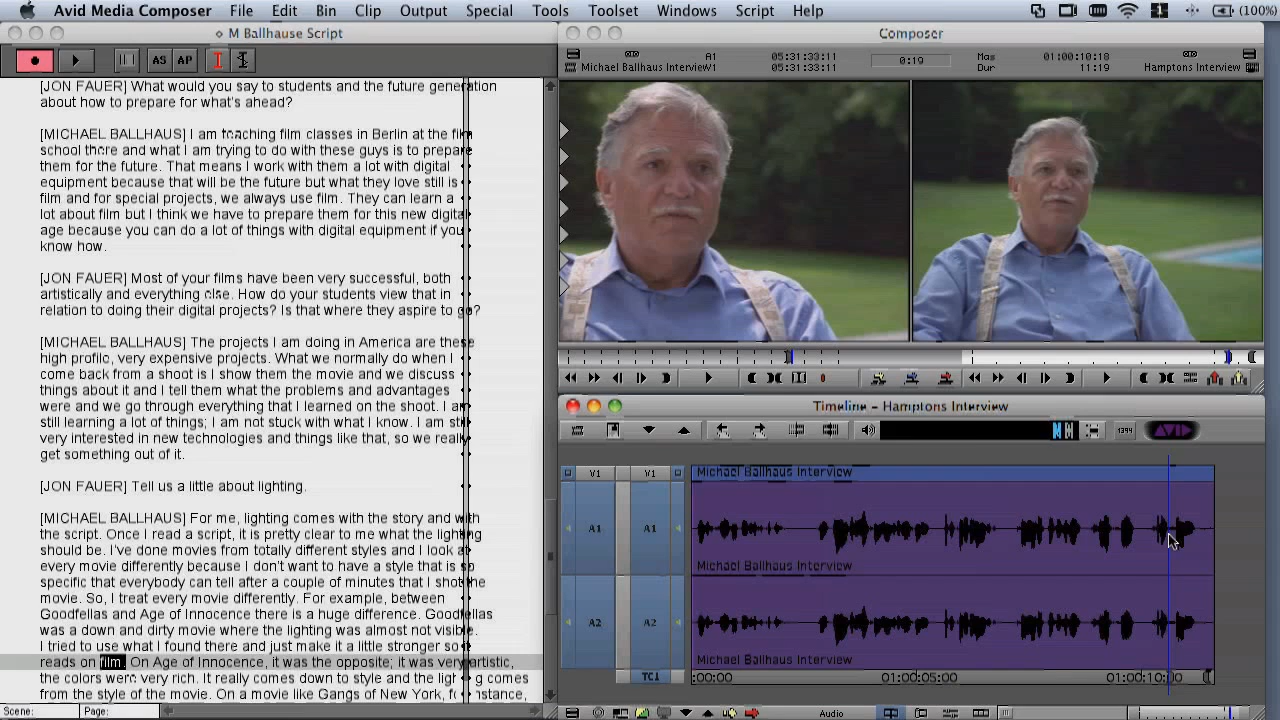 Avid Media Composer File Edit Bin Clip Output Special Tools Toolset Windows Script Help (100%)
M Ballhause Script
Composer
A1 05:31:33:11 0:19 Mas 01:00:10:18
Michael Ballhaus Interview V1 05:31:33:11 Dur 11:19 Hamptons Interview
AS AP
[JON FAUER] What would you say to students and the future generation
about how to prepare for what's ahead?
[MICHAEL BALLHAUS] I am teaching film classes in Berlin at the film
school there and what I am trying to do with these guys is to prepare
them for the future. That means I work with them a lot with digital
equipment because that will be the future but what they love still is
film and for special projects, we always use film. They can learn a
lot about film but I think we have to prepare them for this new digital
age because you can do a lot of things with digital equipment if you
know how.
[JON FAUER] Most of your films have been very successful, both
artistically and everything else. How do your students view that in
relation to doing their digital projects? Is that where they aspire to go?
[MICHAEL BALLHAUS] The projects I am doing in America are these
high profile, very expensive projects. What we normally do when I
come back from a shoot is I show them the movie and we discuss
things about it and I tell them what the problems and advantages
were and we go through everything that I learned on the shoot. I am
still learning a lot of things; I am not stuck with what I know. I am still
very interested in new technologies and things like that, so we really
get something out of it.
[JON FAUER] Tell us a little about lighting.
[MICHAEL BALLHAUS] For me, lighting comes with the story and with
the script. Once I read a script, it is pretty clear to me what the lighting
should be. I've done movies from totally different styles and I look at
every movie differently because I don't want to have a style that is so
specific that everybody can tell after a couple of minutes that I shot the
movie. So, I treat every movie differently. For example, between
Goodfellas and Age of Innocence there is a huge difference. Goodfellas
was a down and dirty movie where the lighting was almost not visible.
I tried to use what I found there and just make it a little stronger so
reads on film. On Age of Innocence, it was the opposite; it was very artistic,
the colors were very rich. It really comes down to style and the lighting comes
from the style of the movie. On a movie like Gangs of New York, for instance,
Scene: Page:
Timeline - Hamptons Interview
1394 AVID
V1 V1 Michael Ballhaus Interview
A1 A1
Michael Ballhaus Interview
A2 A2
Michael Ballhaus Interview
TC1 :00:00 01:00:05:00 01:00:10:00
Audio